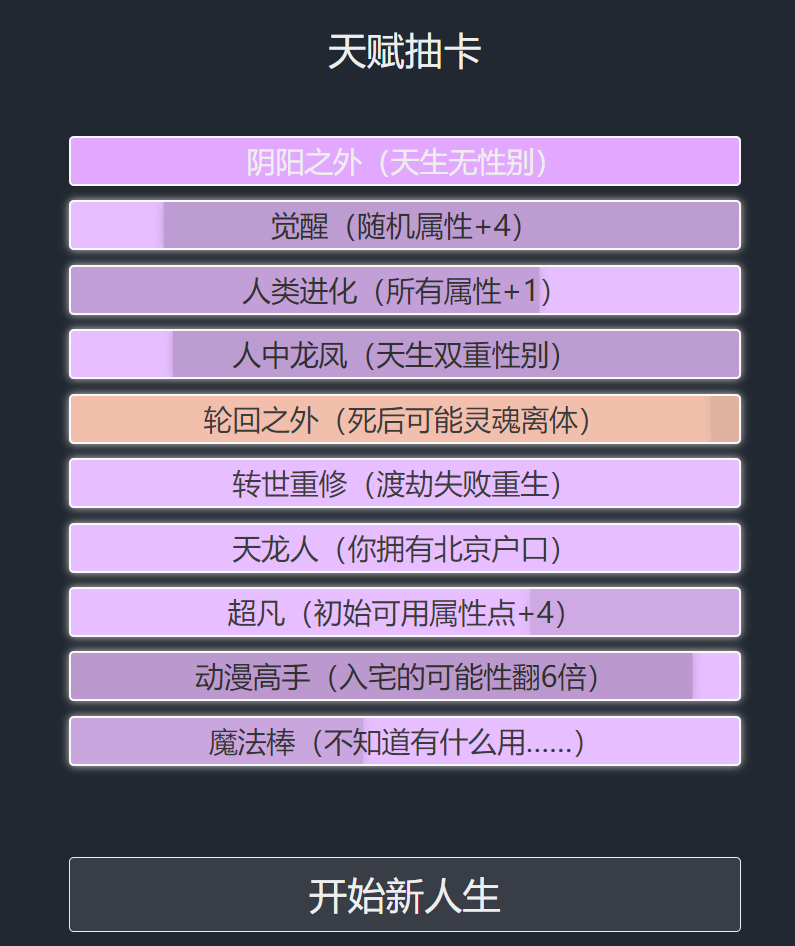 天赋抽卡
阴阳之外（天生无性别）
觉醒（随机属性+4）
人类进化（所有属性+1）
人中龙凤（天生双重性别）
轮回之外（死后可能灵魂离体）
转世重修（渡劫失败重生）
天龙人（你拥有北京户口）
超凡（初始可用属性点+4）
动漫高手（入宅的可能性翻6倍）
魔法棒（不知道有什么用……）
开始新人生